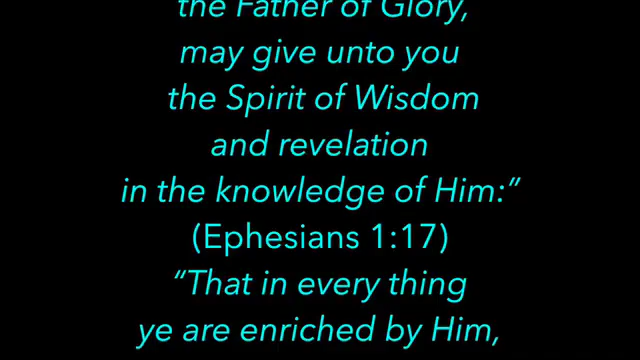 the Father of Glory,
may give unto you
the Spirit of Wisdom
and revelation
in the knowledge of Him:”
(Ephesians 1:17)
“That in every thing
ye are enriched by Him,